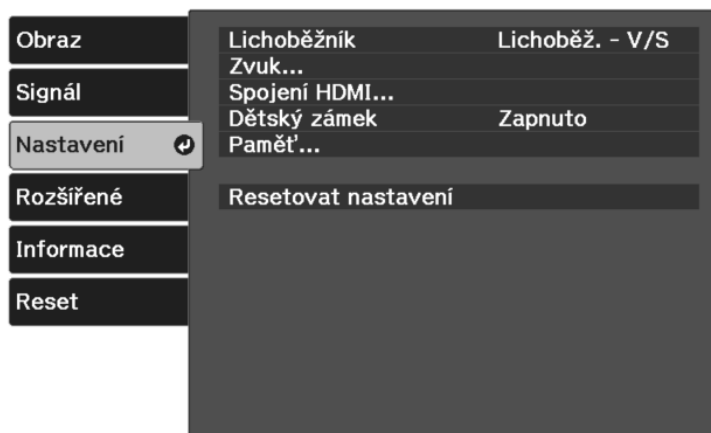 Obraz
Signál
Nastavení
Rozšířené
Informace
Reset
Lichoběžník Lichoběž. - V/S
Zvuk...
Spojení HDMI...
Dětský zámek Zapnuto
Paměť...
Resetovat nastavení